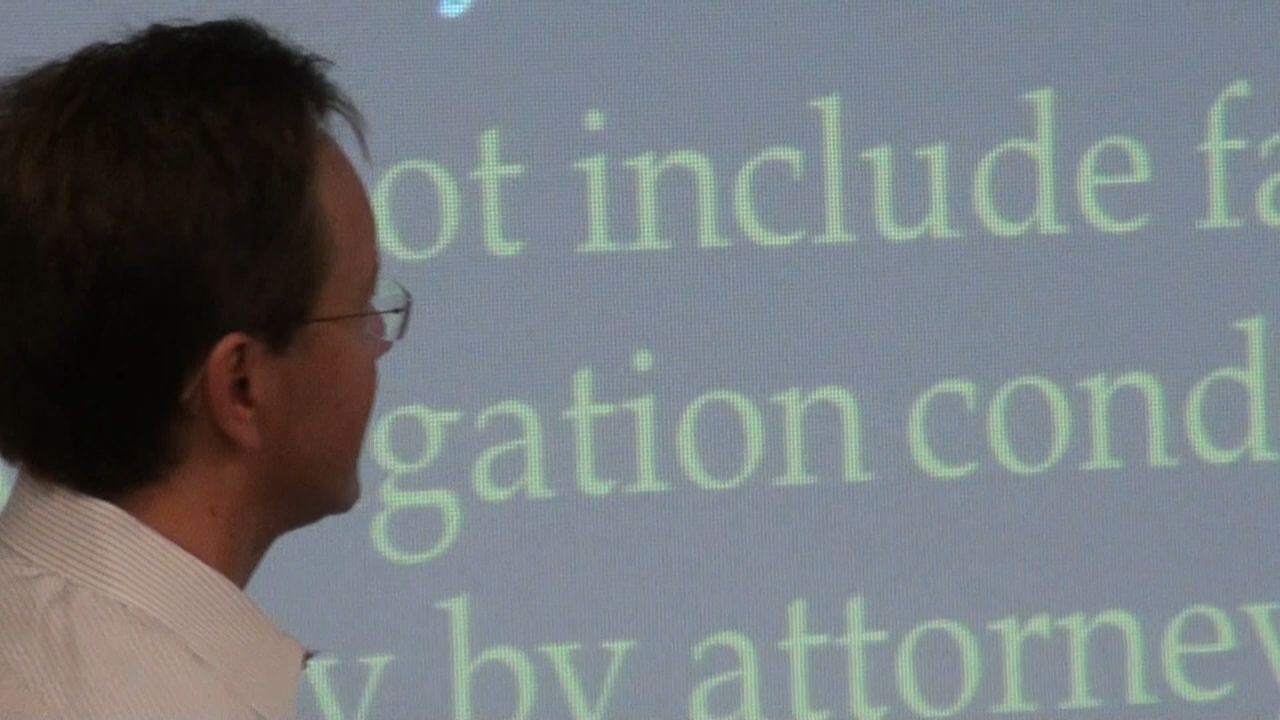 ot include fa
gation cond
y by attorney